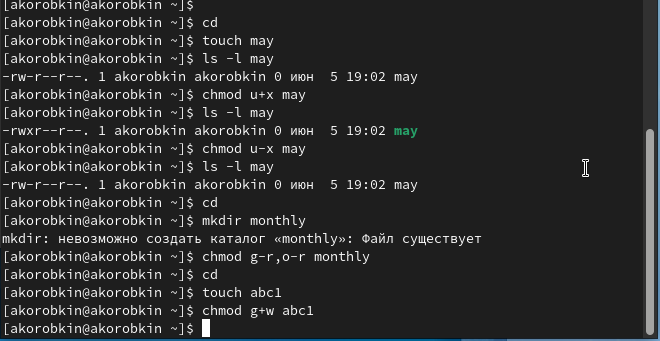 [akorobkin@akorobkin ~]$
[akorobkin@akorobkin ~]$ cd
[akorobkin@akorobkin ~]$ touch may
[akorobkin@akorobkin ~]$ ls -l may
-rw-r--r--. 1 akorobkin akorobkin 0 июн  5 19:02 may
[akorobkin@akorobkin ~]$ chmod u+x may
[akorobkin@akorobkin ~]$ ls -l may
-rwxr--r--. 1 akorobkin akorobkin 0 июн  5 19:02 may
[akorobkin@akorobkin ~]$ chmod u-x may
[akorobkin@akorobkin ~]$ ls -l may
-rw-r--r--. 1 akorobkin akorobkin 0 июн  5 19:02 may
[akorobkin@akorobkin ~]$ cd
[akorobkin@akorobkin ~]$ mkdir monthly
mkdir: невозможно создать каталог «monthly»: Файл существует
[akorobkin@akorobkin ~]$ chmod g-r,o-r monthly
[akorobkin@akorobkin ~]$ cd
[akorobkin@akorobkin ~]$ touch abc1
[akorobkin@akorobkin ~]$ chmod g+w abc1
[akorobkin@akorobkin ~]$